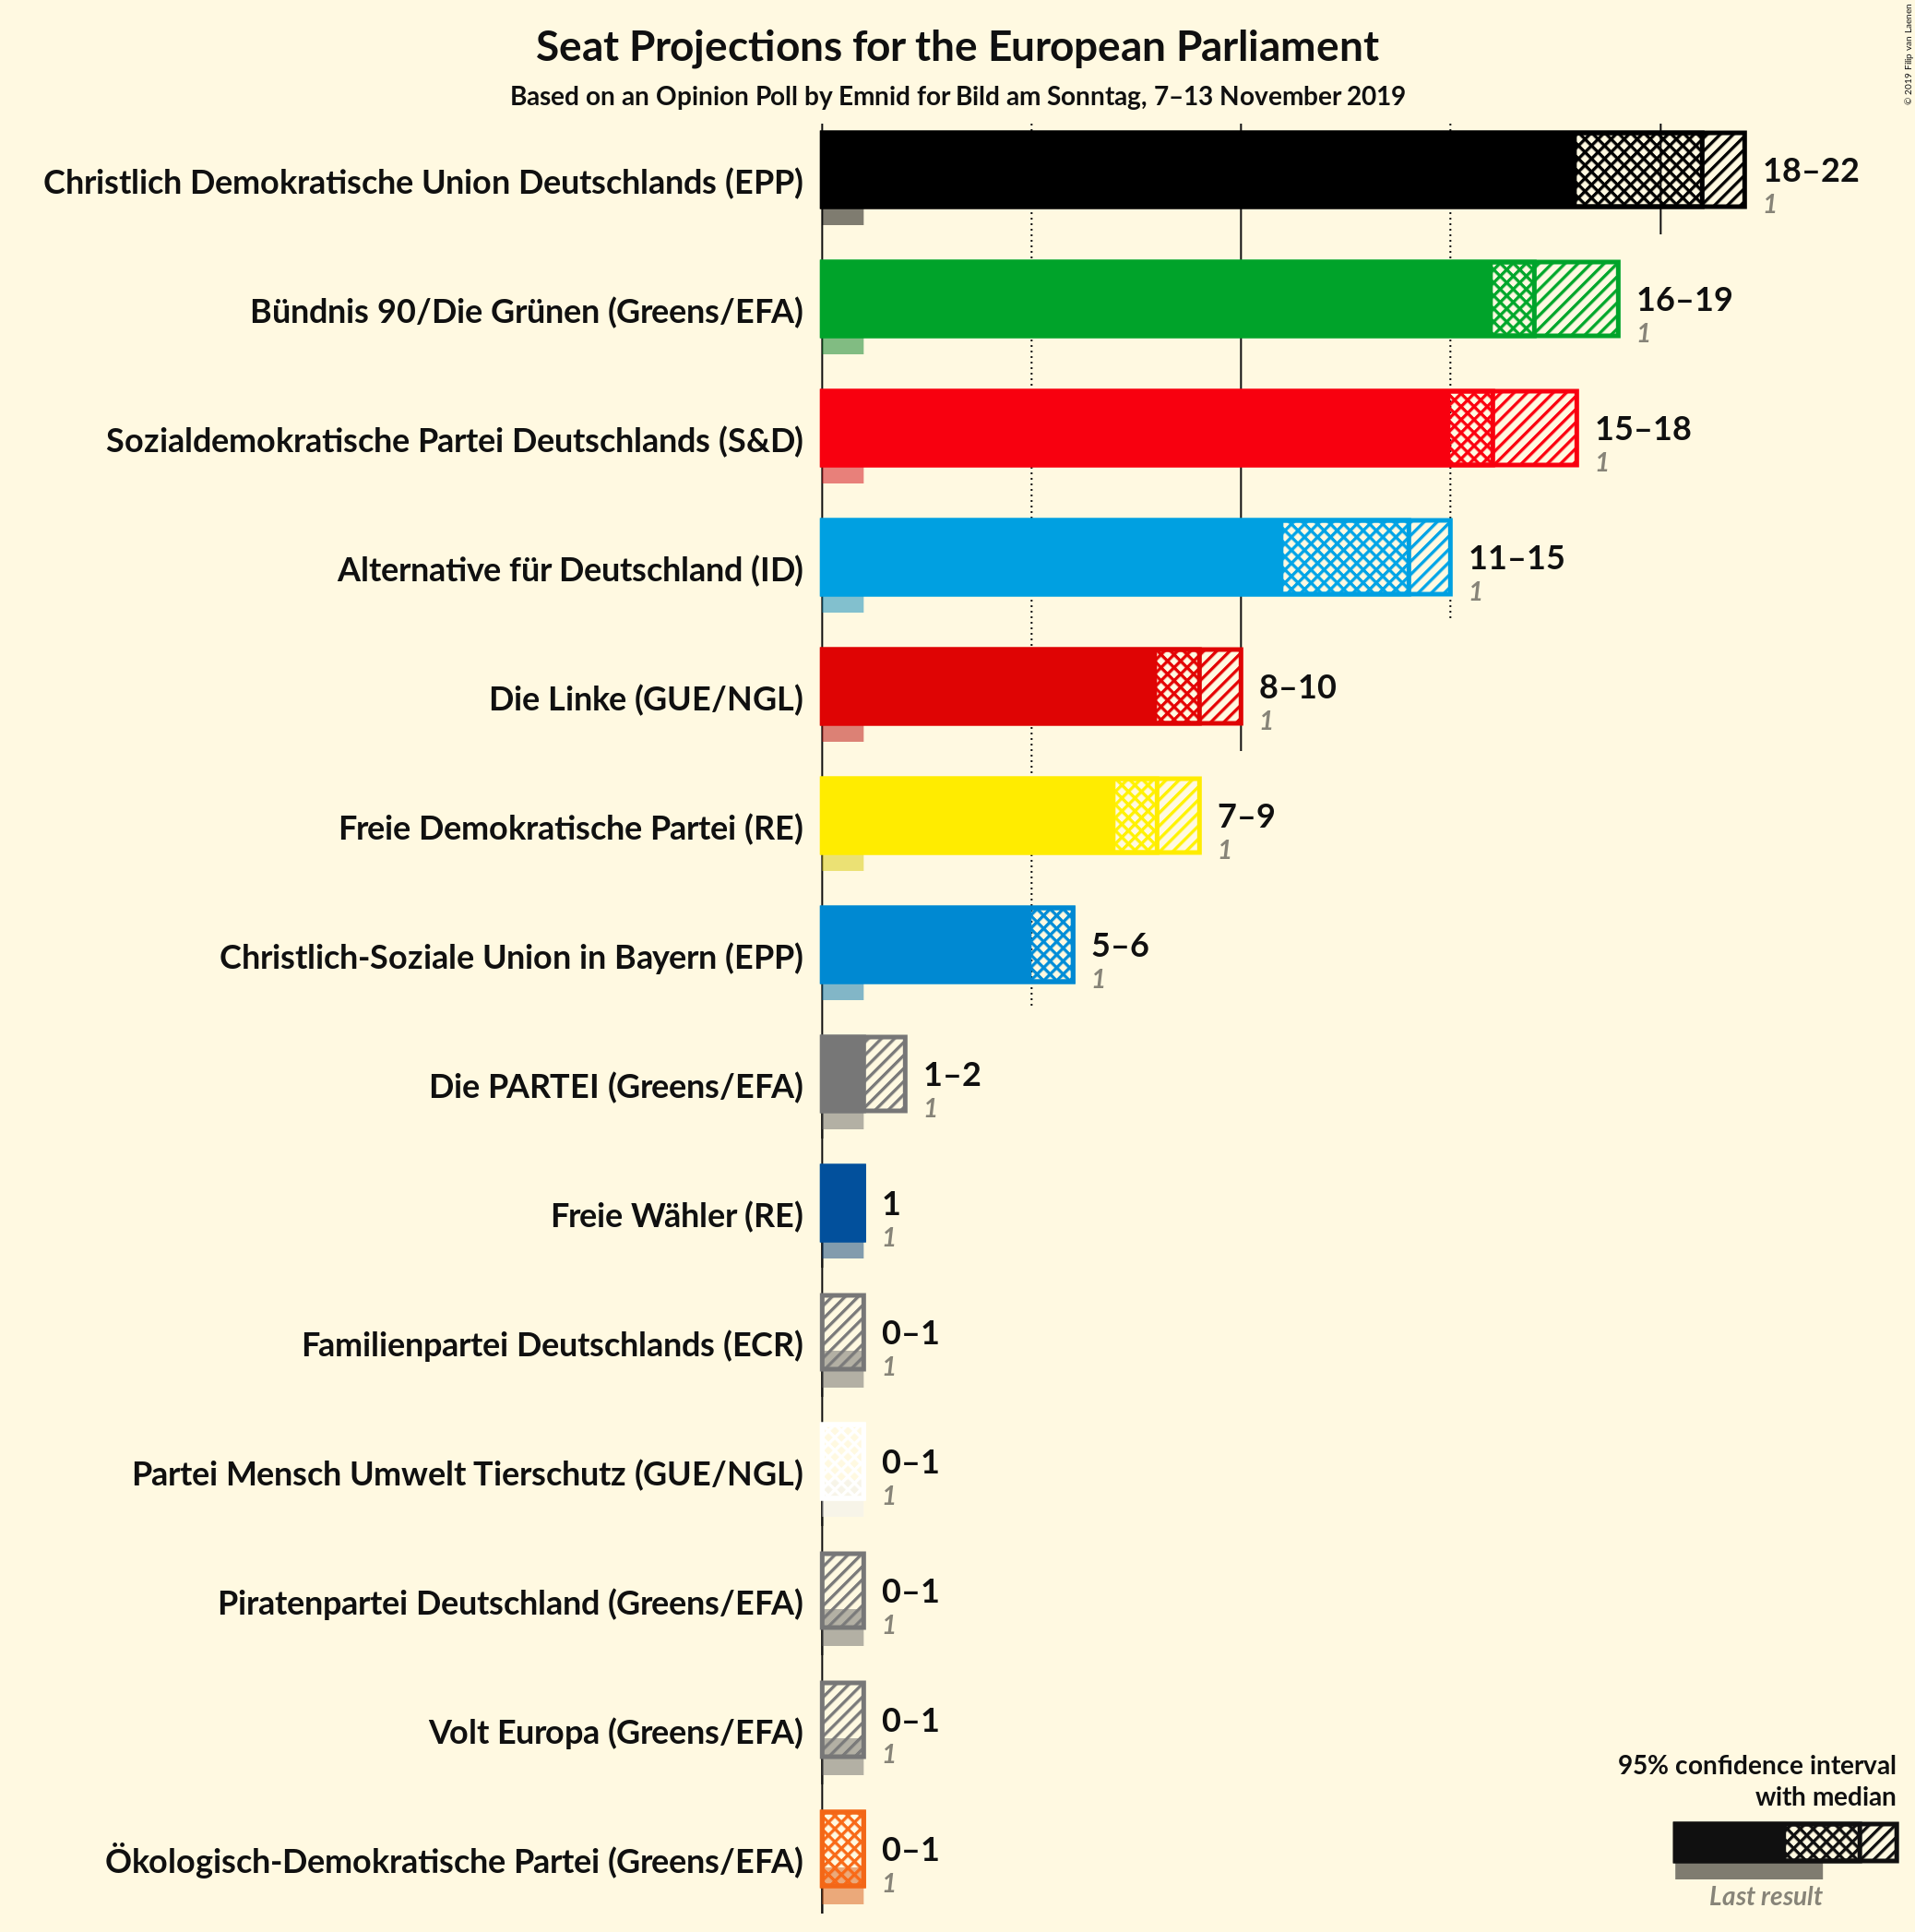 Seat Projections for the European Parliament
Based on an Opinion Poll by Emnid for Bild am Sonntag, 7–13 November 2019
© 2019 Filip van Laenen
Christlich Demokratische Union Deutschlands (EPP)
18–22
1
Bündnis 90/Die Grünen (Greens/EFA)
16–19
1
Sozialdemokratische Partei Deutschlands (S&D)
15–18
1
Alternative für Deutschland (ID)
11–15
1
Die Linke (GUE/NGL)
8–10
1
Freie Demokratische Partei (RE)
7–9
1
Christlich-Soziale Union in Bayern (EPP)
5–6
1
Die PARTEI (Greens/EFA)
1–2
1
Freie Wähler (RE)
1
1
Familienpartei Deutschlands (ECR)
0–1
1
Partei Mensch Umwelt Tierschutz (GUE/NGL)
0–1
1
Piratenpartei Deutschland (Greens/EFA)
0–1
1
Volt Europa (Greens/EFA)
0–1
1
Ökologisch-Demokratische Partei (Greens/EFA)
0–1
1
95% confidence interval
with median
Last result